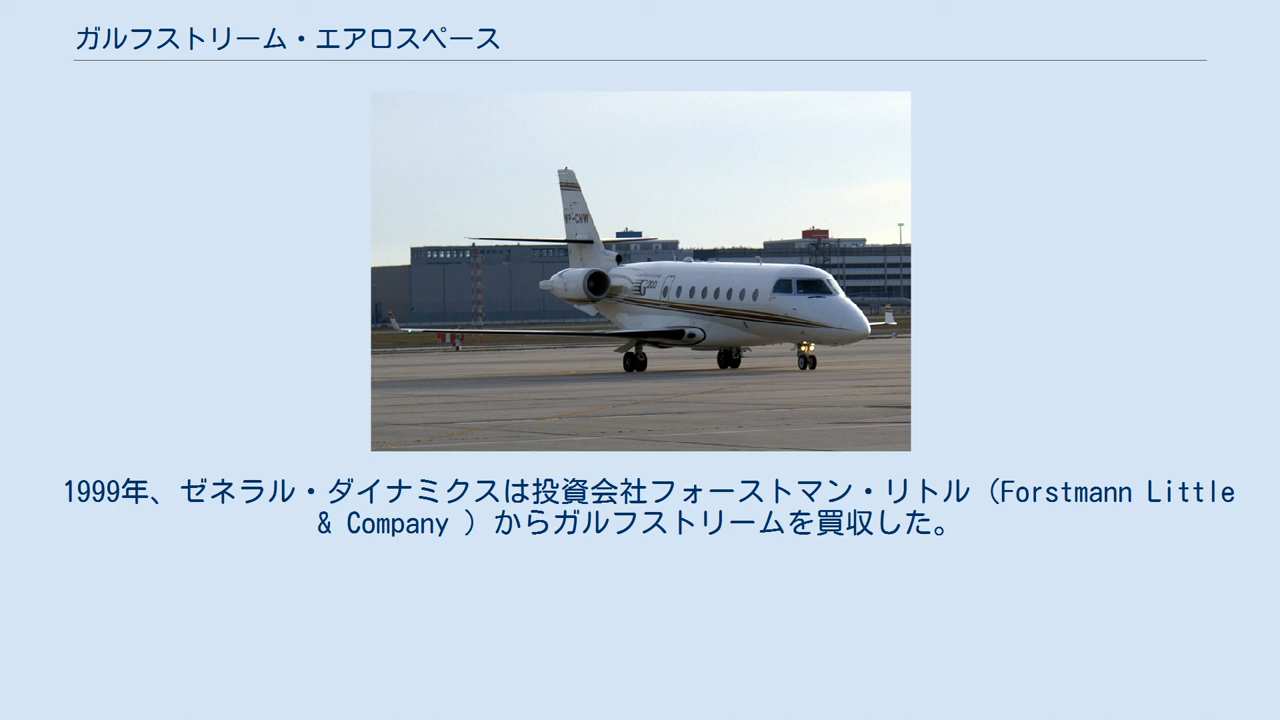 ガルフストリーム・エアロスペース
1999年、ゼネラル・ダイナミクスは投資会社フォーストマン・リトル（Forstmann Little
& Company ）からガルフストリームを買収した。